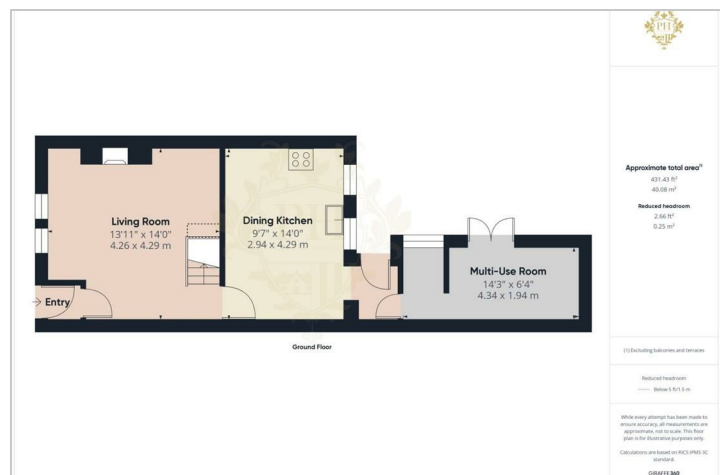 PH
Living Room
13'11" x 14'0"
4.26 x 4.29 m
Dining Kitchen
9'7" x 14'0"
2.94 x 4.29 m
Multi-Use Room
14'3" x 6'4"
4.34 x 1.94 m
Entry
Ground Floor
Approximate total area(1)
431.43 ft²
40.08 m²
Reduced headroom
2.66 ft²
0.25 m²
(1) Excluding balconies and terraces
Reduced headroom
Below 5 ft/1.5 m
While every attempt has been made to
ensure accuracy, all measurements are
approximate, not to scale. This floor
plan is for illustrative purposes only.
Calculations are based on RICS IPMS 3C
standard.
GIRAFFE360